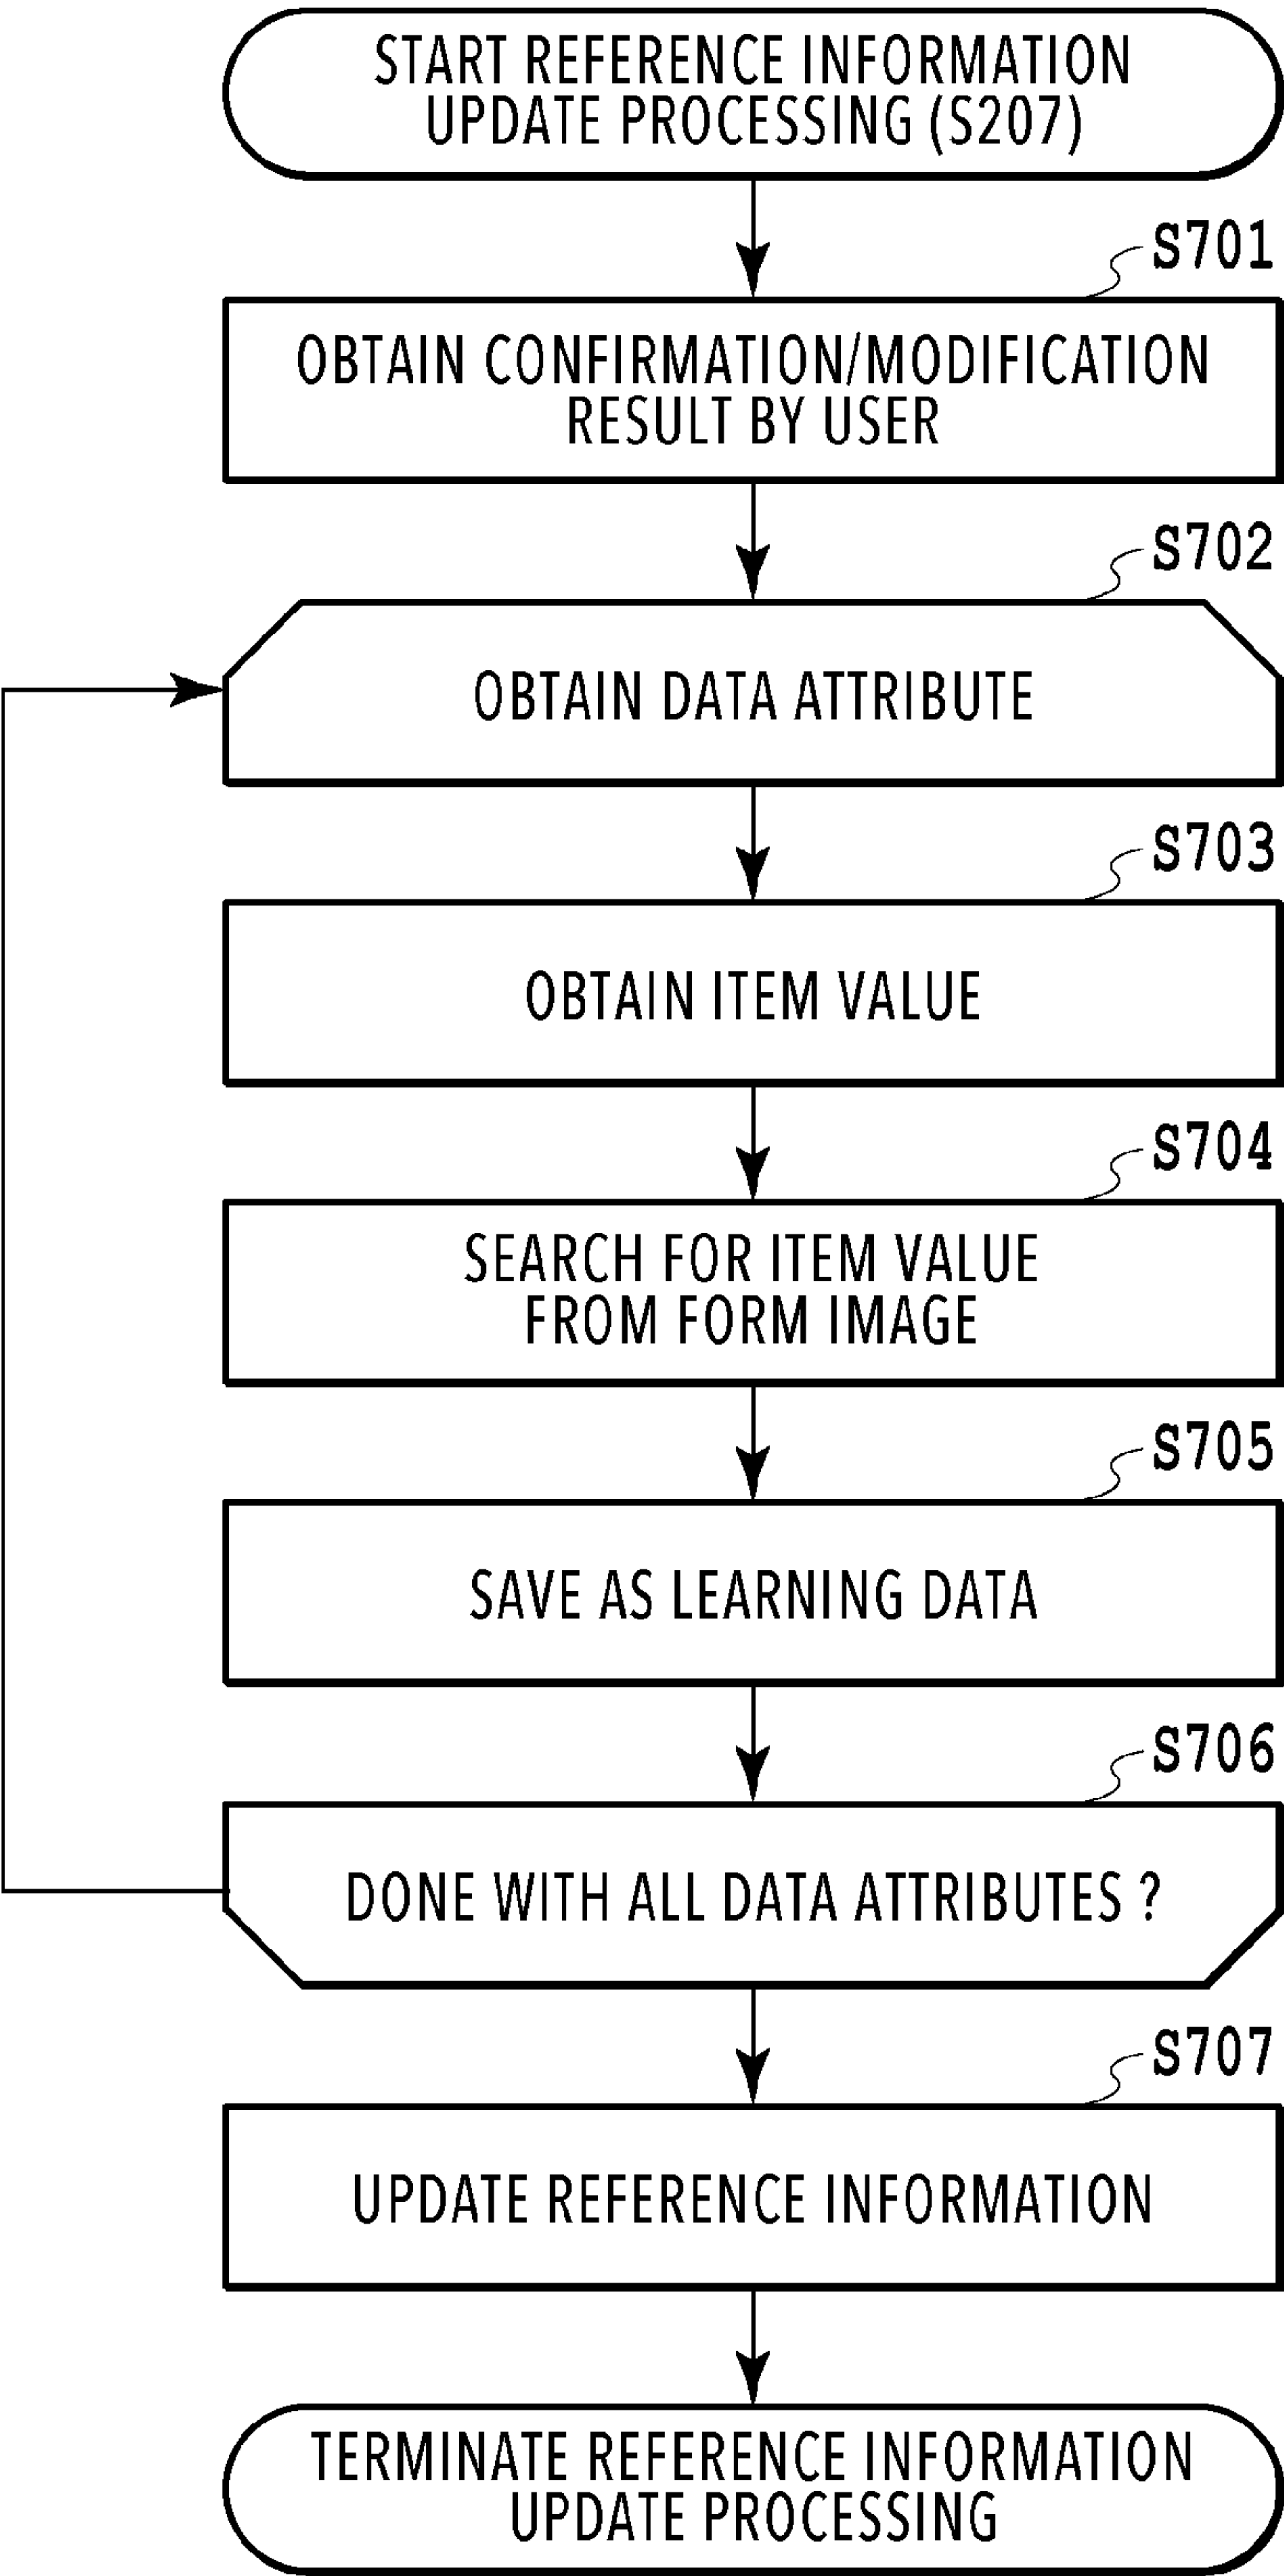 START REFERENCE INFORMATION
UPDATE PROCESSING (S207)
S701
OBTAIN CONFIRMATION/MODIFICATION
RESULT BY USER
S702
OBTAIN DATA ATTRIBUTE
S703
OBTAIN ITEM VALUE
S704
SEARCH FOR ITEM VALUE
FROM FORM IMAGE
S705
SAVE AS LEARNING DATA
S706
DONE WITH ALL DATA ATTRIBUTES ?
S707
UPDATE REFERENCE INFORMATION
TERMINATE REFERENCE INFORMATION
UPDATE PROCESSING